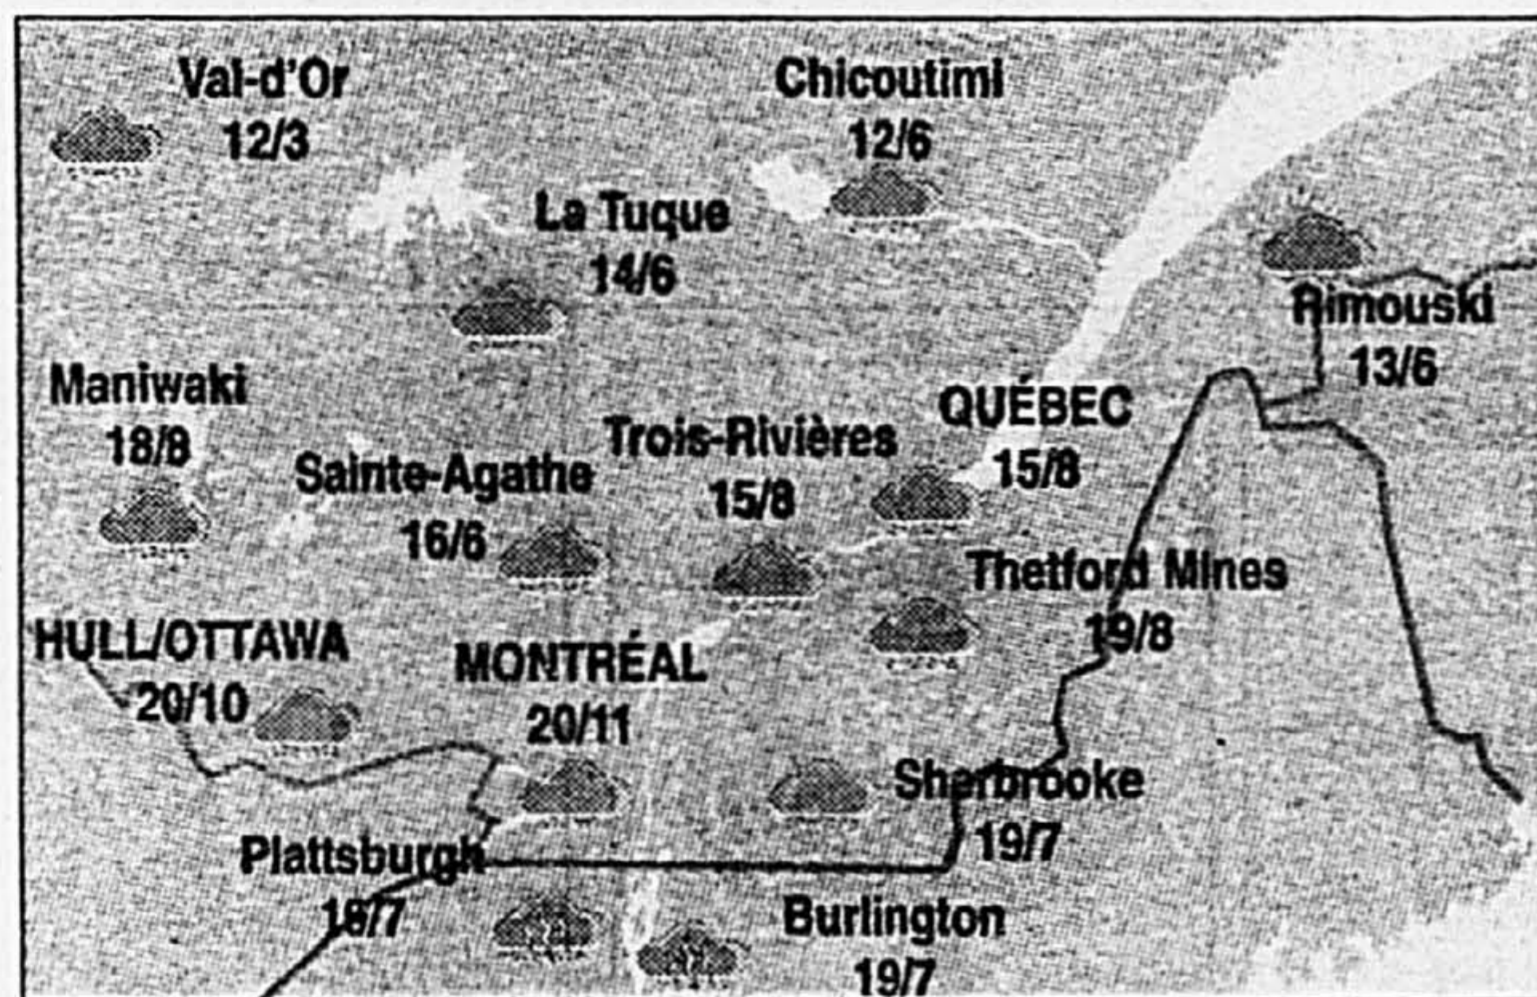 Val-d'Or
12/3
Chicoutimi
12/6
La Tuque
14/6
Rimouski
13/6
Maniwaki
18/8
Sainte-Agathe
16/6
Trois-Rivières
15/8
QUÉBEC
15/8
Thetford Mines
19/8
HULL/OTTAWA
20/10
MONTRÉAL
20/11
Sherbrooke
19/7
Plattsburgh
18/7
Burlington
19/7